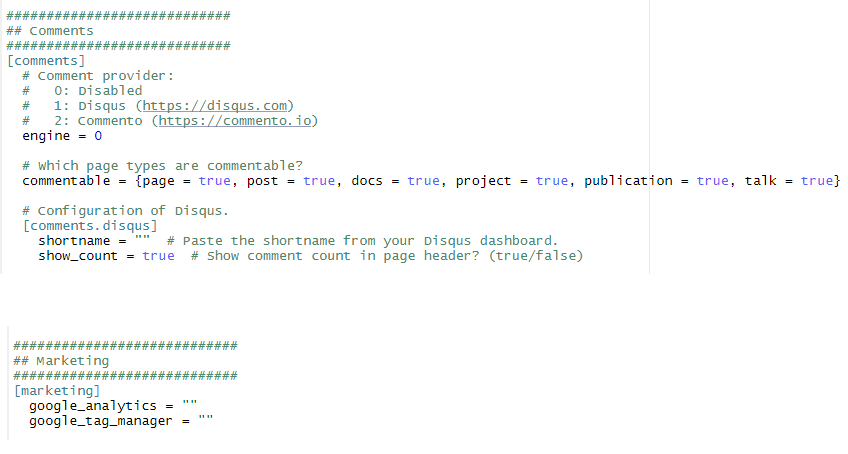 ############################
## Comments
############################
[comments]
  # Comment provider:
  #   0: Disabled
  #   1: Disqus (https://disqus.com)
  #   2: Commento (https://commento.io)
  engine = 0
  # Which page types are commentable?
  commentable = {page = true, post = true, docs = true, project = true, publication = true, talk = true}
  # Configuration of Disqus.
  [comments.disqus]
    shortname = ""  # Paste the shortname from your Disqus dashboard.
    show_count = true  # Show comment count in page header? (true/false)
############################
## Marketing
############################
[marketing]
  google_analytics = ""
  google_tag_manager = ""